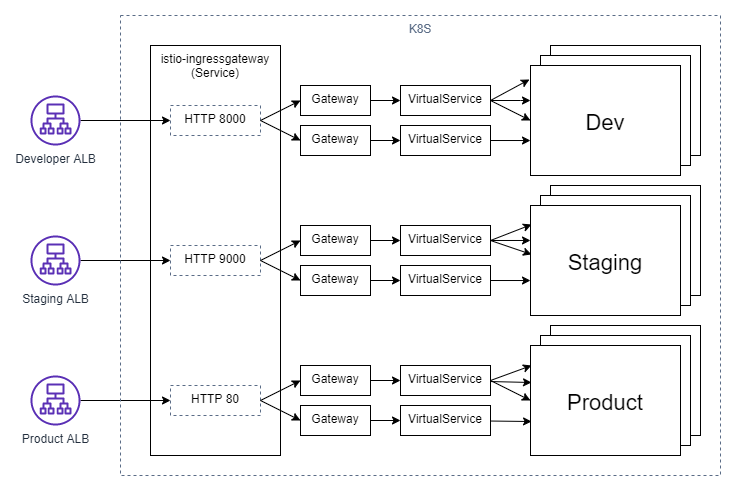 K8S
istio-ingressgateway
(Service)
Developer ALB
HTTP 8000
Gateway
VirtualService
Gateway
VirtualService
Dev
Staging ALB
HTTP 9000
Gateway
VirtualService
Gateway
VirtualService
Staging
Product ALB
HTTP 80
Gateway
VirtualService
Gateway
VirtualService
Product